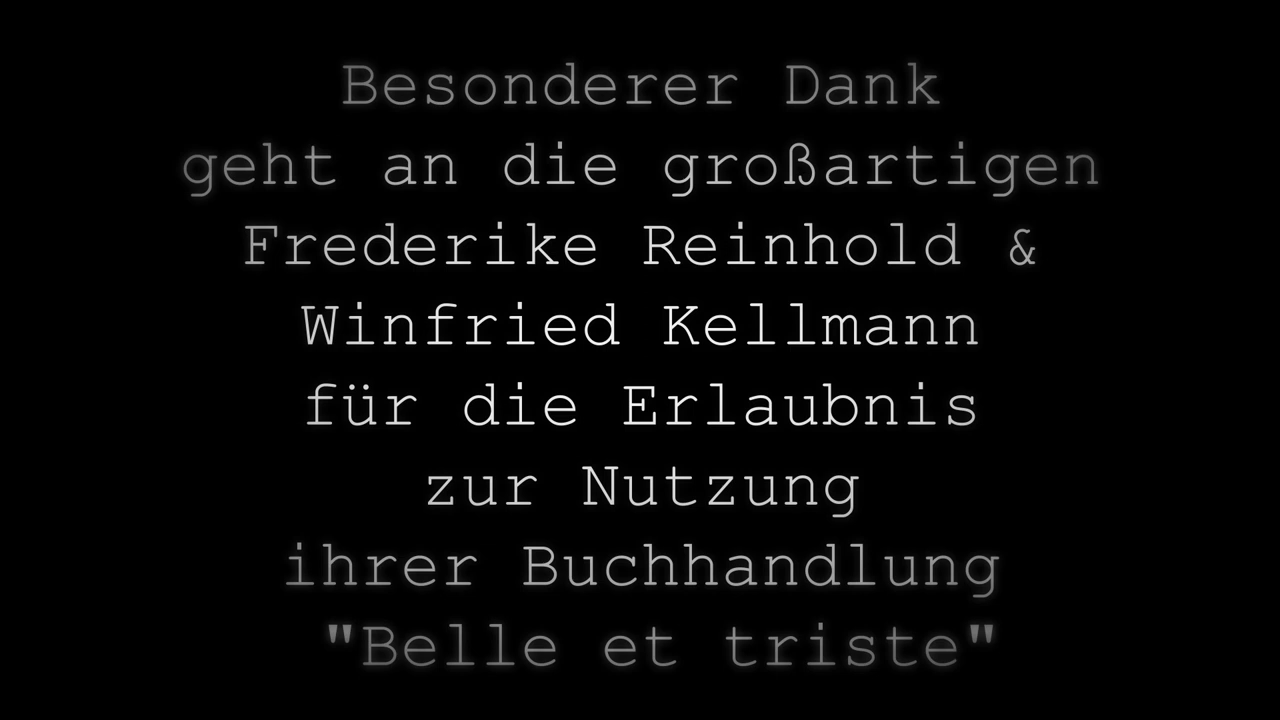 Besonderer Dank
geht an die großartigen
Frederike Reinhold &
Winfried Kellmann
für die Erlaubnis
zur Nutzung
ihrer Buchhandlung
"Belle et triste"